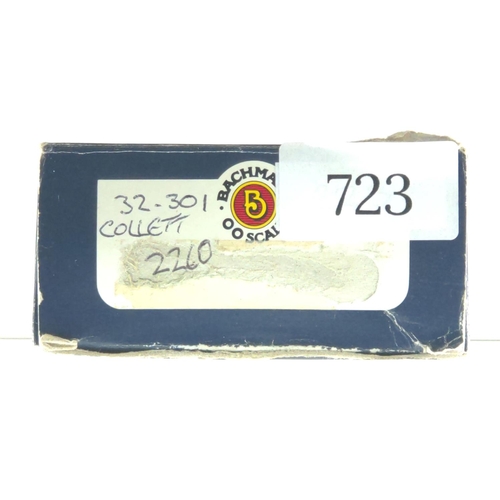 32-301
COLLETT
2260
BACHMA
B
OO SCAL
723